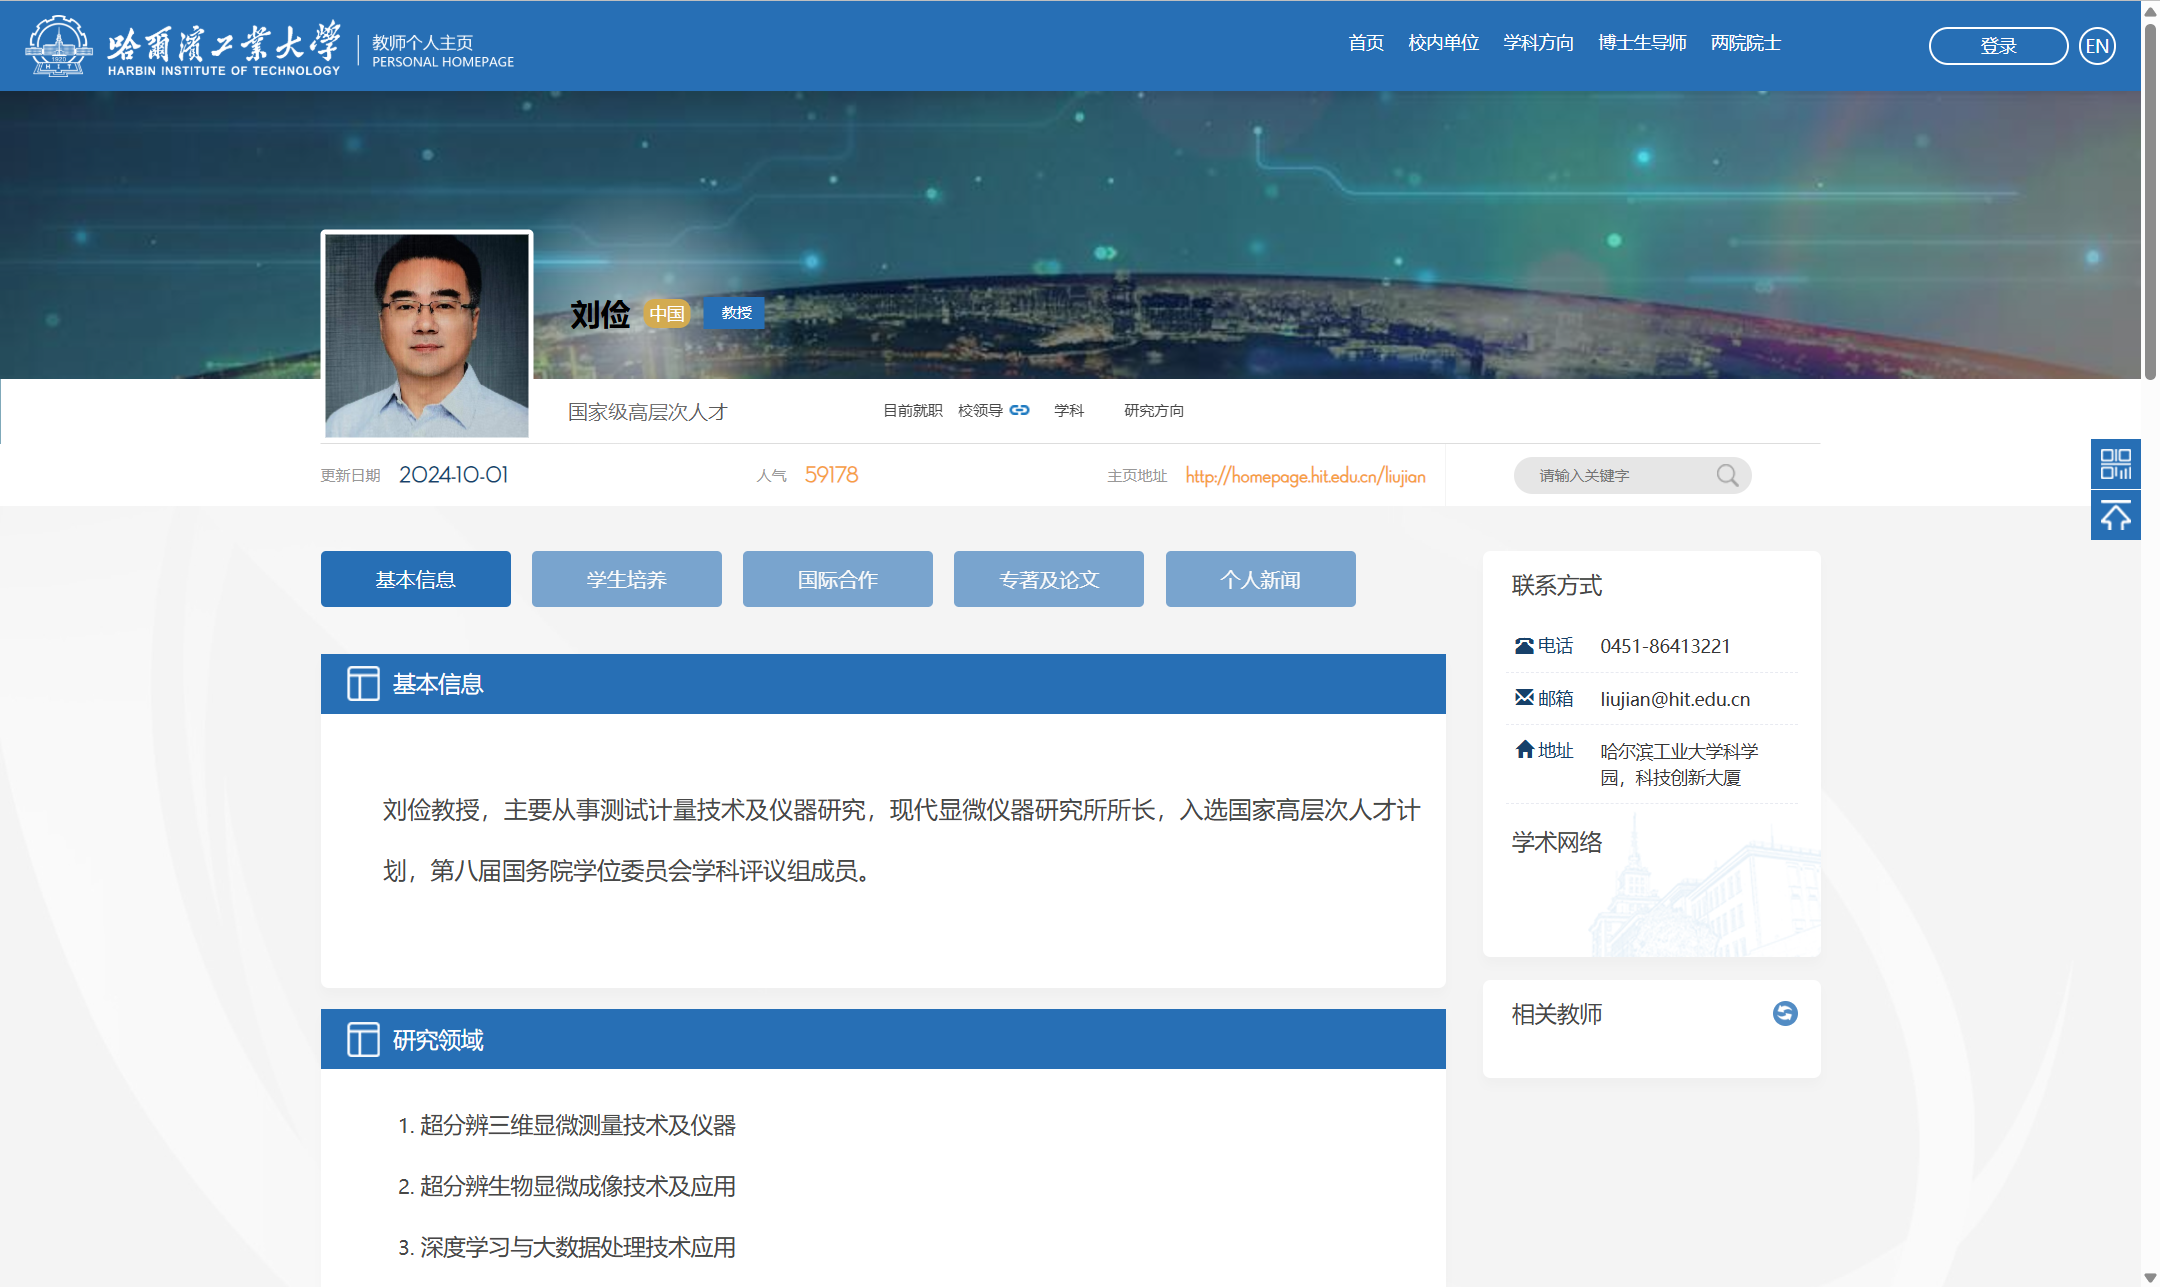 哈爾濱工業大學
HARBIN INSTITUTE OF TECHNOLOGY
教师个人主页
PERSONAL HOMEPAGE
首页 校内单位 学科方向 博士生导师 两院院士
登录 EN
刘俭 中国 教授
国家级高层次人才 目前就职 校领导 学科 研究方向
更新日期 2024-10-01 人气 59178 主页地址 http://homepage.hit.edu.cn/liujian 请输入关键字
基本信息 学生培养 国际合作 专著及论文 个人新闻
基本信息
刘俭教授，主要从事测试计量技术及仪器研究，现代显微仪器研究所所长，入选国家高层次人才计
划，第八届国务院学位委员会学科评议组成员。
研究领域
1. 超分辨三维显微测量技术及仪器
2. 超分辨生物显微成像技术及应用
3. 深度学习与大数据处理技术应用
联系方式
电话 0451-86413221
邮箱 liujian@hit.edu.cn
地址 哈尔滨工业大学科学
园，科技创新大厦
学术网络
相关教师